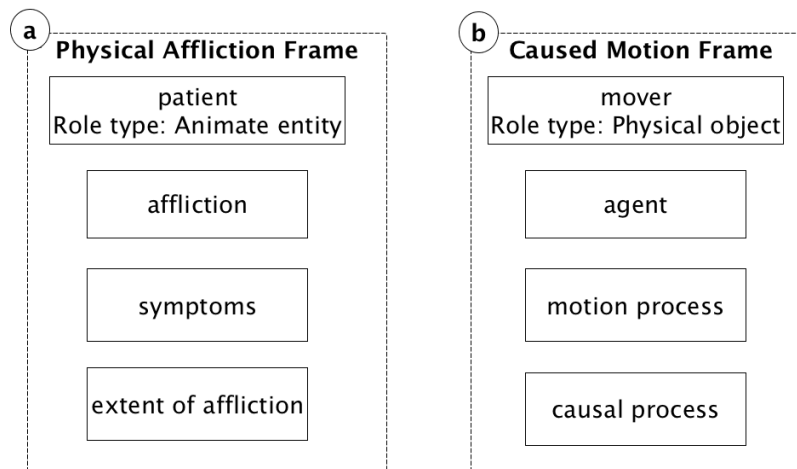 a
Physical Affliction Frame
patient
Role type: Animate entity
affliction
symptoms
extent of affliction
b
Caused Motion Frame
mover
Role type: Physical object
agent
motion process
causal process